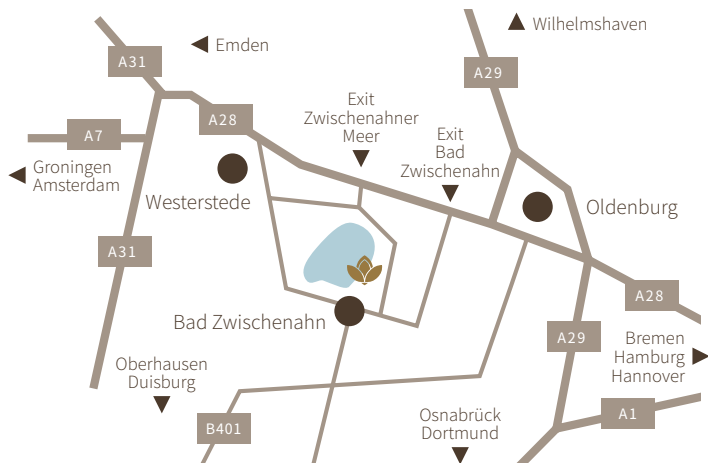 Wilhelmshaven
Emden
A31
A29
Exit
Zwischenahner
Meer
A28
Exit
Bad
Zwischenahn
A7
Groningen
Amsterdam
Westerstede
Oldenburg
A31
A28
Bad Zwischenahn
A29
Bremen
Hamburg
Hannover
Oberhausen
Duisburg
A1
Osnabrück
Dortmund
B401